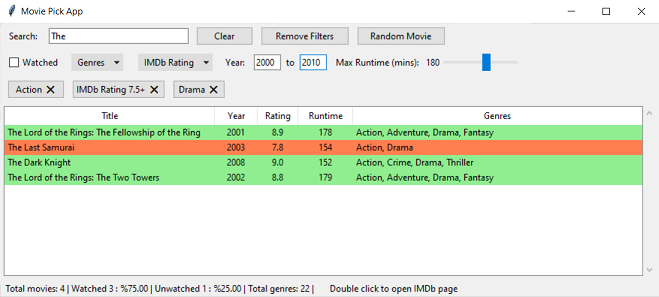 Movie Pick App
Search: The Clear Remove Filters Random Movie
Watched Genres IMDb Rating Year: 2000 to 2010 Max Runtime (mins): 180
Action IMDb Rating 7.5+ Drama
Title Year Rating Runtime Genres
The Lord of the Rings: The Fellowship of the Ring 2001 8.9 178 Action, Adventure, Drama, Fantasy
The Last Samurai 2003 7.8 154 Action, Drama
The Dark Knight 2008 9.0 152 Action, Crime, Drama, Thriller
The Lord of the Rings: The Two Towers 2002 8.8 179 Action, Adventure, Drama, Fantasy
Total movies: 4 | Watched 3 : %75.00 | Unwatched 1 : %25.00 | Total genres: 22 | Double click to open IMDb page